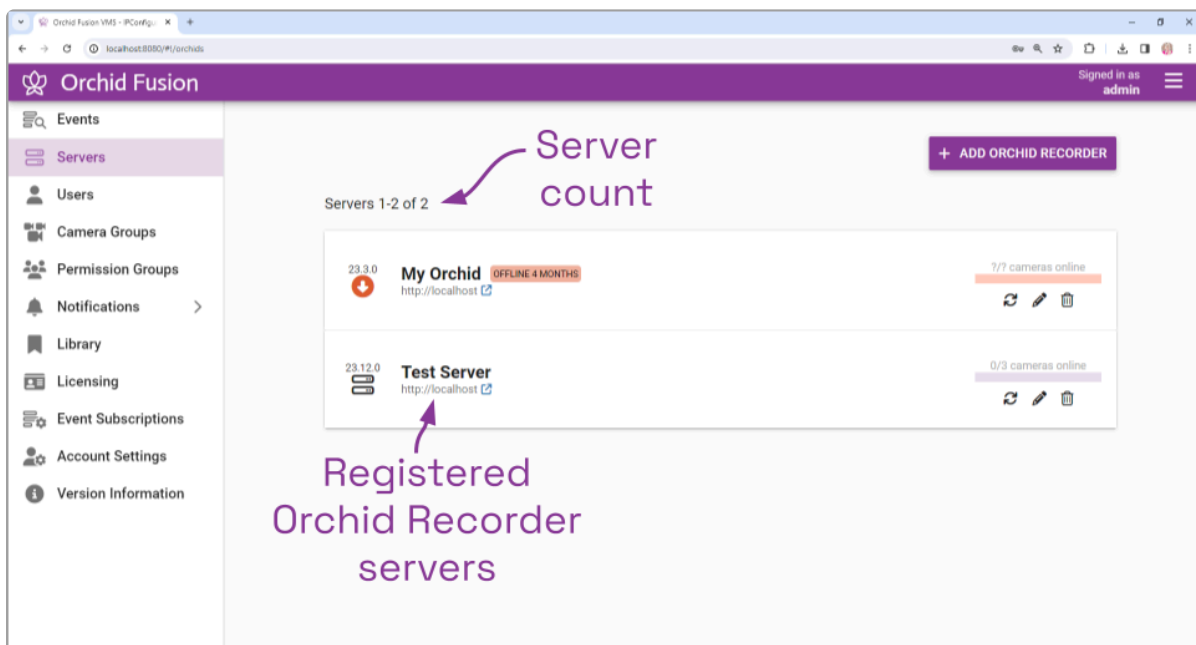 Orchid Fusion VMS - IPConfigu
localhost:8080/#!/orchids
Orchid Fusion
Signed in as
admin
Events
Servers
Users
Camera Groups
Permission Groups
Notifications
Library
Licensing
Event Subscriptions
Account Settings
Version Information
Server
count
+ ADD ORCHID RECORDER
Servers 1-2 of 2
23.3.0
My Orchid OFFLINE 4 MONTHS
http://localhost
?/? cameras online
23.12.0
Test Server
http://localhost
0/3 cameras online
Registered
Orchid Recorder
servers